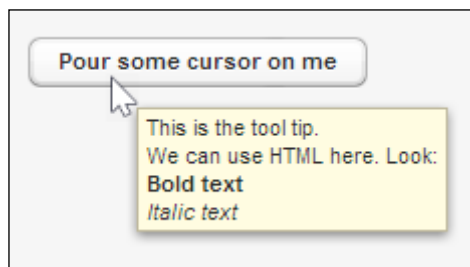 Pour some cursor on me
This is the tool tip.
We can use HTML here. Look:
Bold text
Italic text